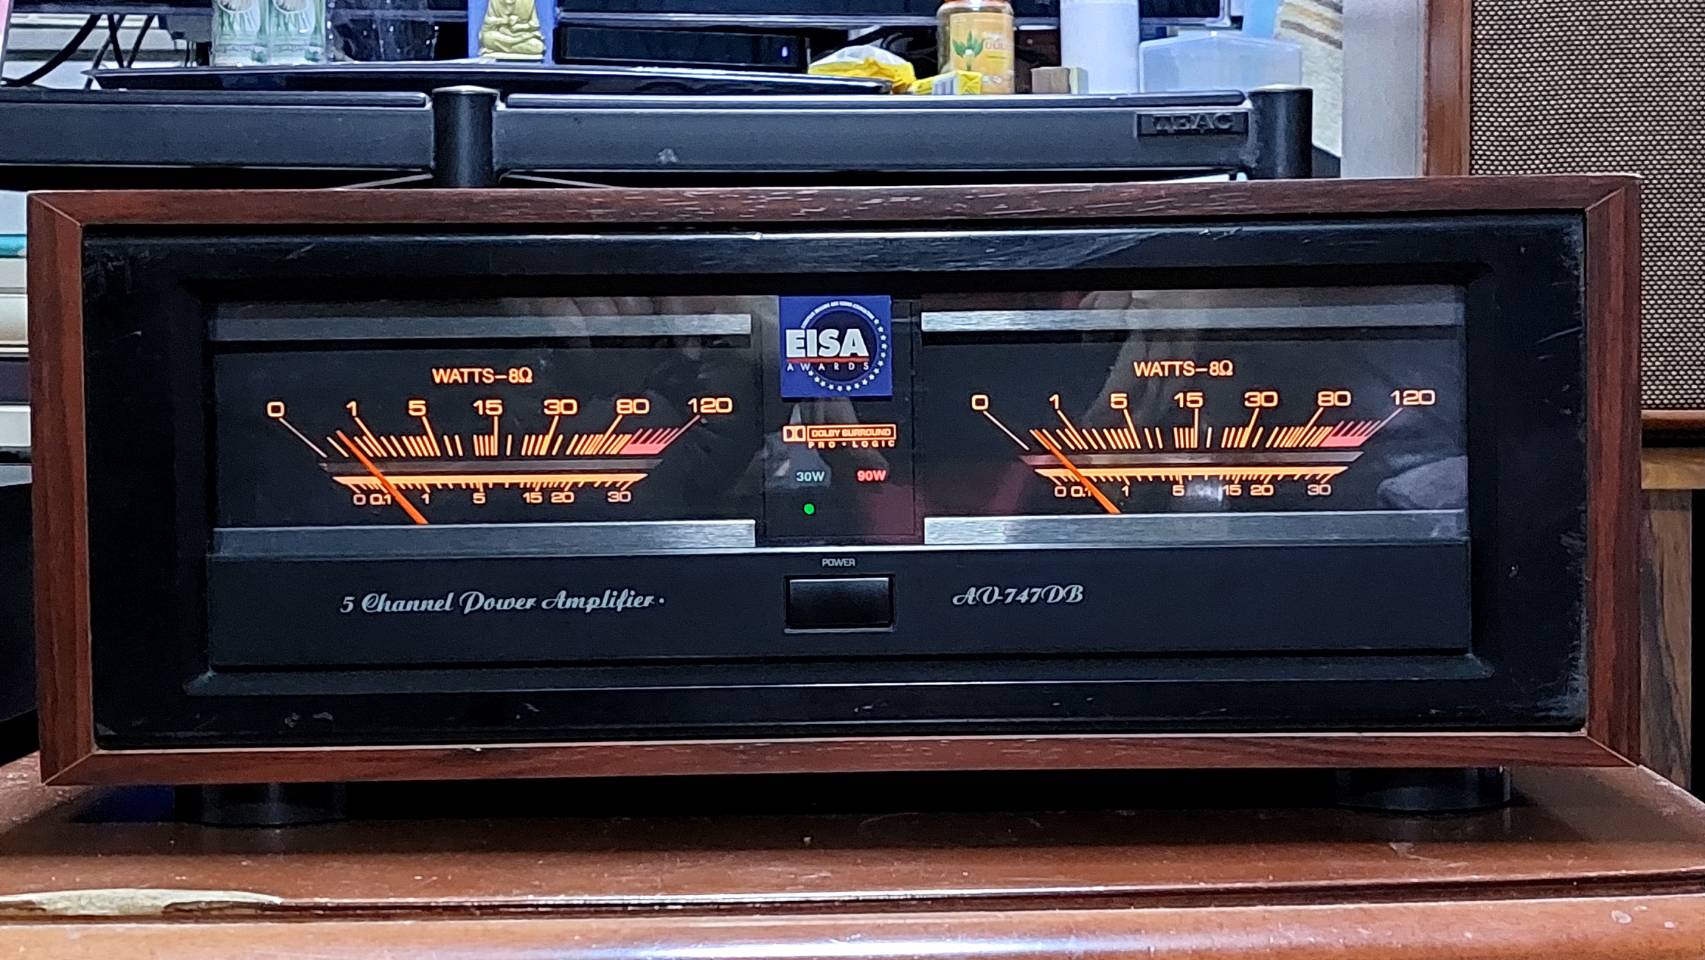 TEAC
EISA
AWARDS
WATTS-8Ω
0 1 5 15 30 80 120
0 0.1 1 5 15 20 30
DOLBY SURROUND
PRO•LOGIC
30W 90W
WATTS-8Ω
0 1 5 15 30 80 120
0 0.1 1 5 15 20 30
POWER
5 Channel Power Amplifier
AV-747DB